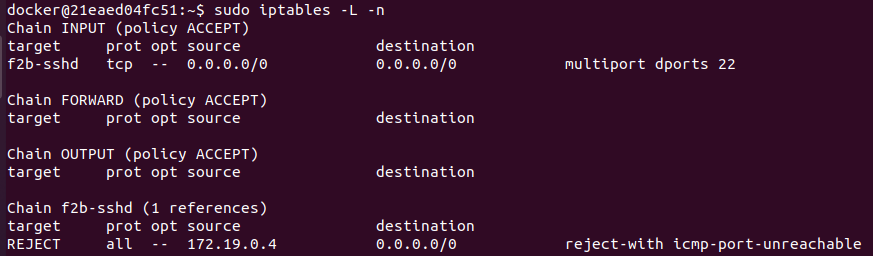 docker@21eaed04fc51:~$ sudo iptables -L -n
Chain INPUT (policy ACCEPT)
target     prot opt source               destination
f2b-sshd   tcp  --  0.0.0.0/0            0.0.0.0/0            multiport dports 22

Chain FORWARD (policy ACCEPT)
target     prot opt source               destination

Chain OUTPUT (policy ACCEPT)
target     prot opt source               destination

Chain f2b-sshd (1 references)
target     prot opt source               destination
REJECT     all  --  172.19.0.4           0.0.0.0/0            reject-with icmp-port-unreachable